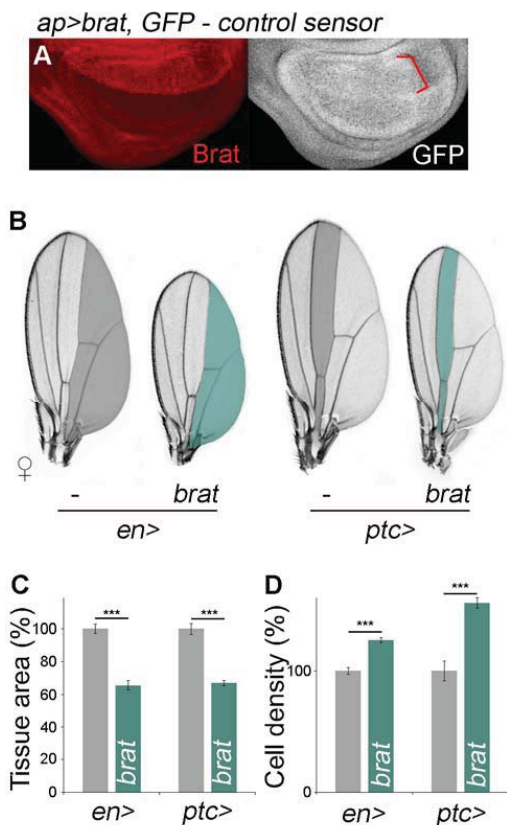 ap>brat, GFP - control sensor
A
Brat
GFP
B
♀
- brat - brat
en> ptc>
C
D
Tissue area (%)
100
80
60
40
20
0
***
***
brat
brat
en> ptc>
Cell density (%)
100
0
***
***
brat
brat
en> ptc>